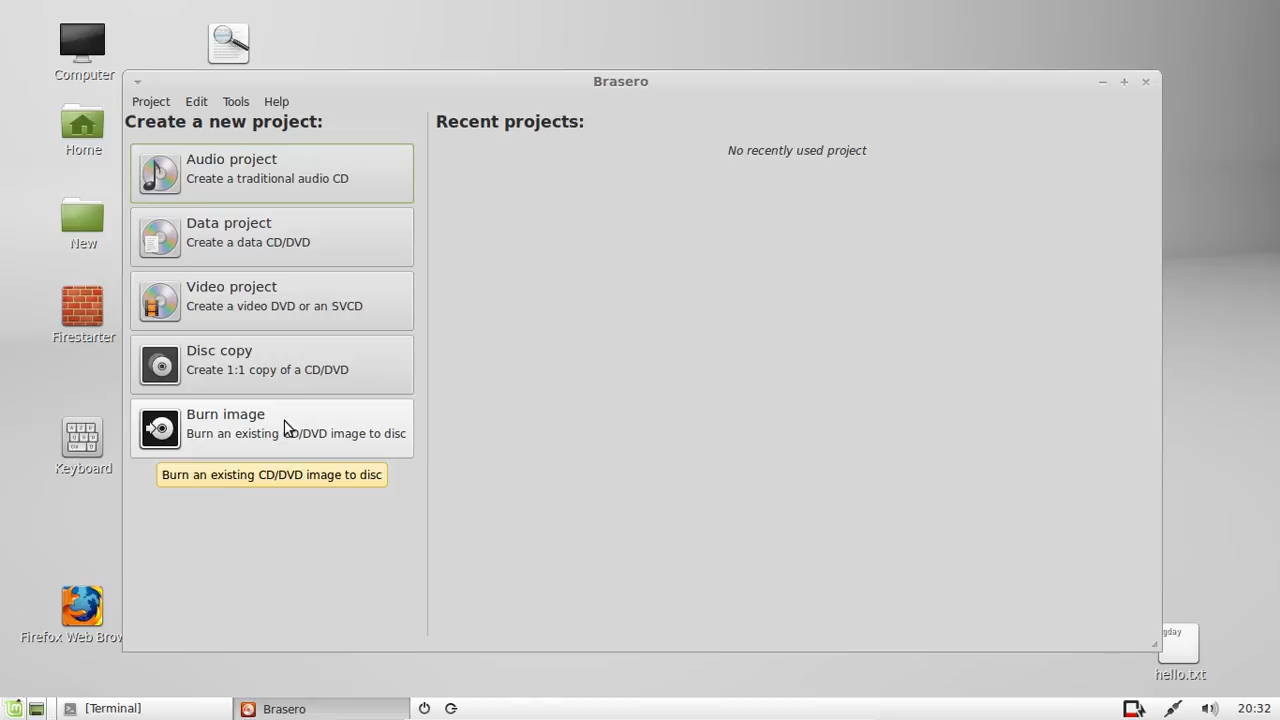 Computer
Brasero
Project Edit Tools Help
Home
New
Firestarter
Keyboard
Firefox Web Brow
Create a new project:
Audio project
Create a traditional audio CD
Data project
Create a data CD/DVD
Video project
Create a video DVD or an SVCD
Disc copy
Create 1:1 copy of a CD/DVD
Burn image
Burn an existing CD/DVD image to disc
Burn an existing CD/DVD image to disc
Recent projects:
No recently used project
gday
hello.txt
[Terminal]
Brasero
20:32